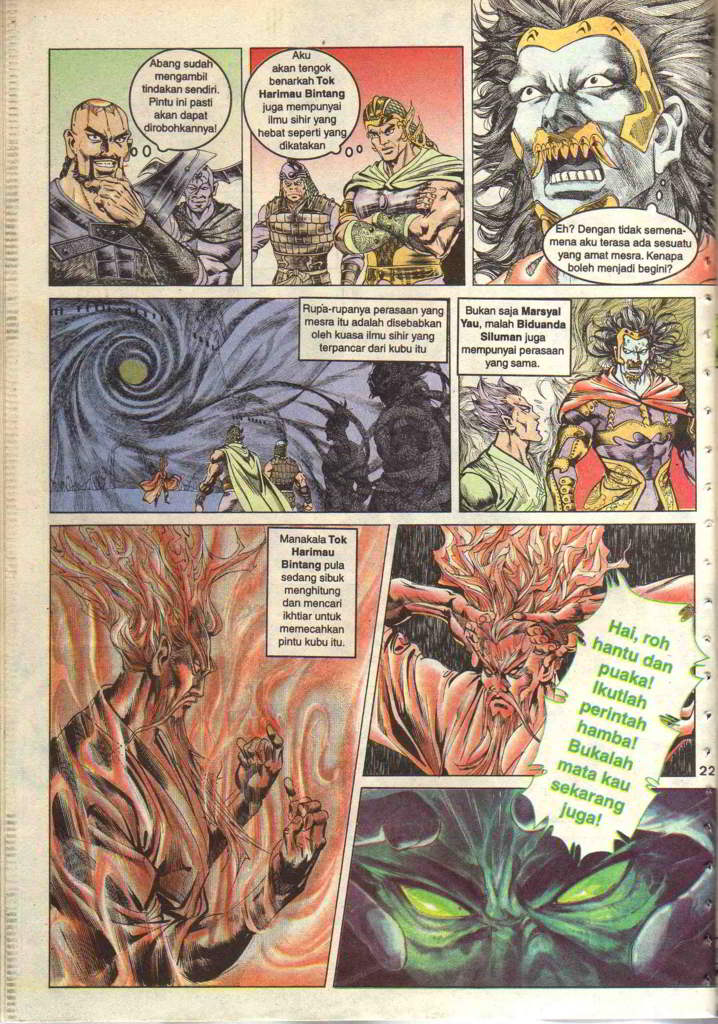 Abang sudah
mengambil
tindakan sendiri.
Pintu ini pasti
akan dapat
dirobohkannya!
Aku
akan tengok
benarkah Tok
Harimau Bintang
juga mempunyai
ilmu sihir yang
hebat seperti yang
dikatakan
Eh? Dengan tidak semena-
mena aku terasa ada sesuatu
yang amat mesra. Kenapa
boleh menjadi begini?
Rupa-rupanya perasaan yang
mesra itu adalah disebabkan
oleh kuasa ilmu sihir yang
terpancar dari kubu itu
Bukan saja Marsyal
Yau, malah Biduanda
Siluman juga
mempunyai perasaan
yang sama.
Manakala Tok
Harimau
Bintang pula
sedang sibuk
menghitung
dan mencari
ikhtiar untuk
memecahkan
pintu kubu itu.
Hai, roh
hantu dan
puaka!
Ikutlah
perintah
hamba!
Bukalah
mata kau
sekarang
juga!
22